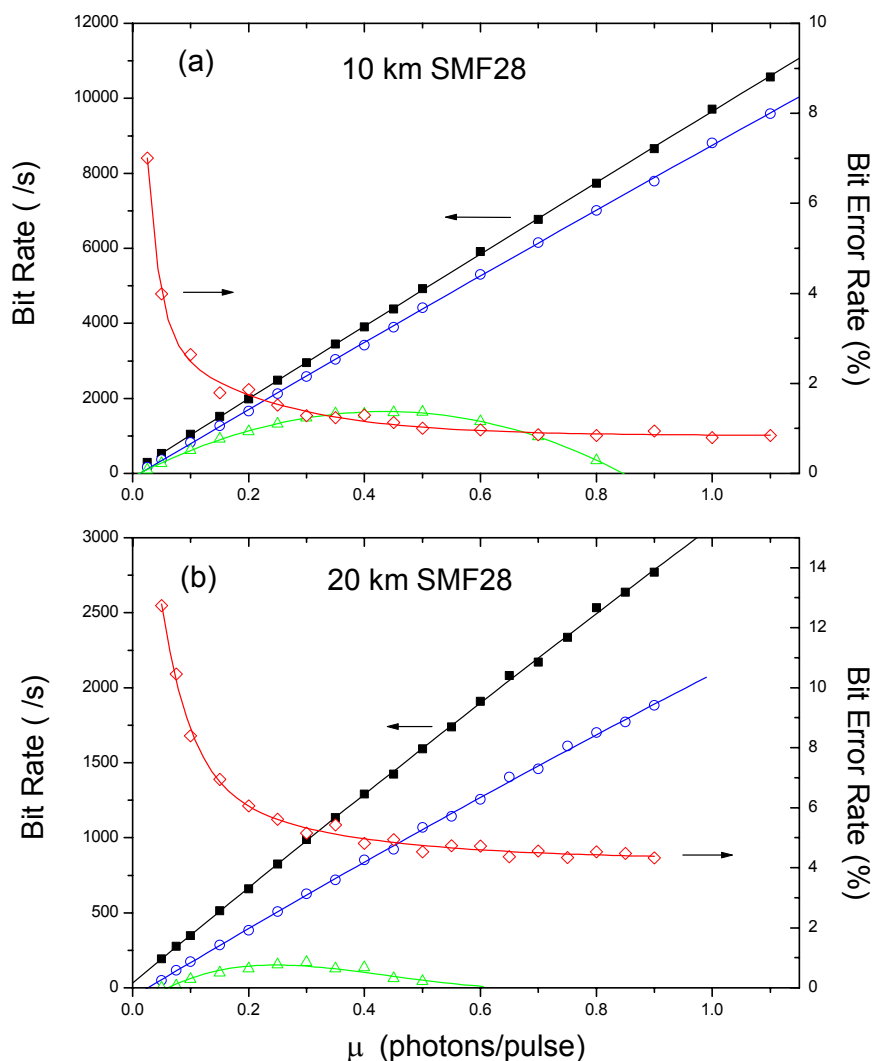 (a)
10 km SMF28
Bit Rate ( /s)
12000
10000
8000
6000
4000
2000
0
Bit Error Rate (%)
10
8
6
4
2
0
0.0 0.2 0.4 0.6 0.8 1.0
(b)
20 km SMF28
Bit Rate ( /s)
3000
2500
2000
1500
1000
500
0
Bit Error Rate (%)
14
12
10
8
6
4
2
0
0.0 0.2 0.4 0.6 0.8 1.0
μ (photons/pulse)